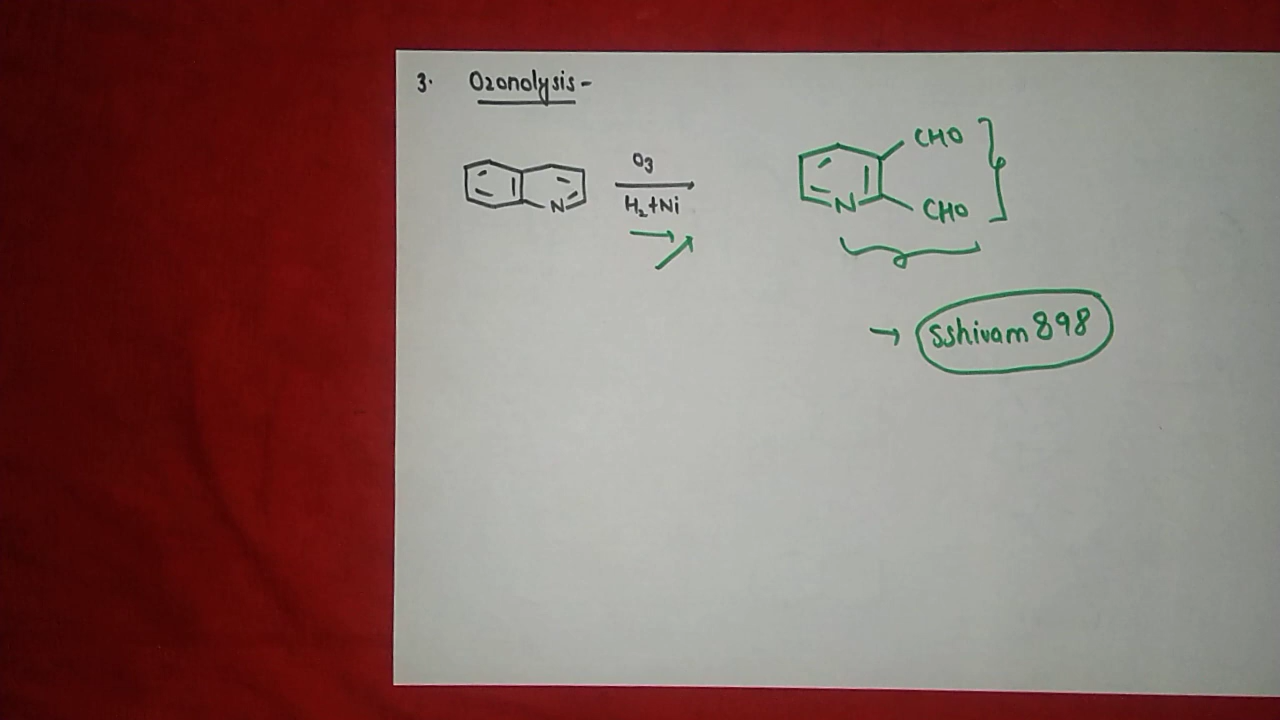 3. Ozonolysis -
O₃
H₂+Ni
N
CHO
CHO
N
→ sshivam 898